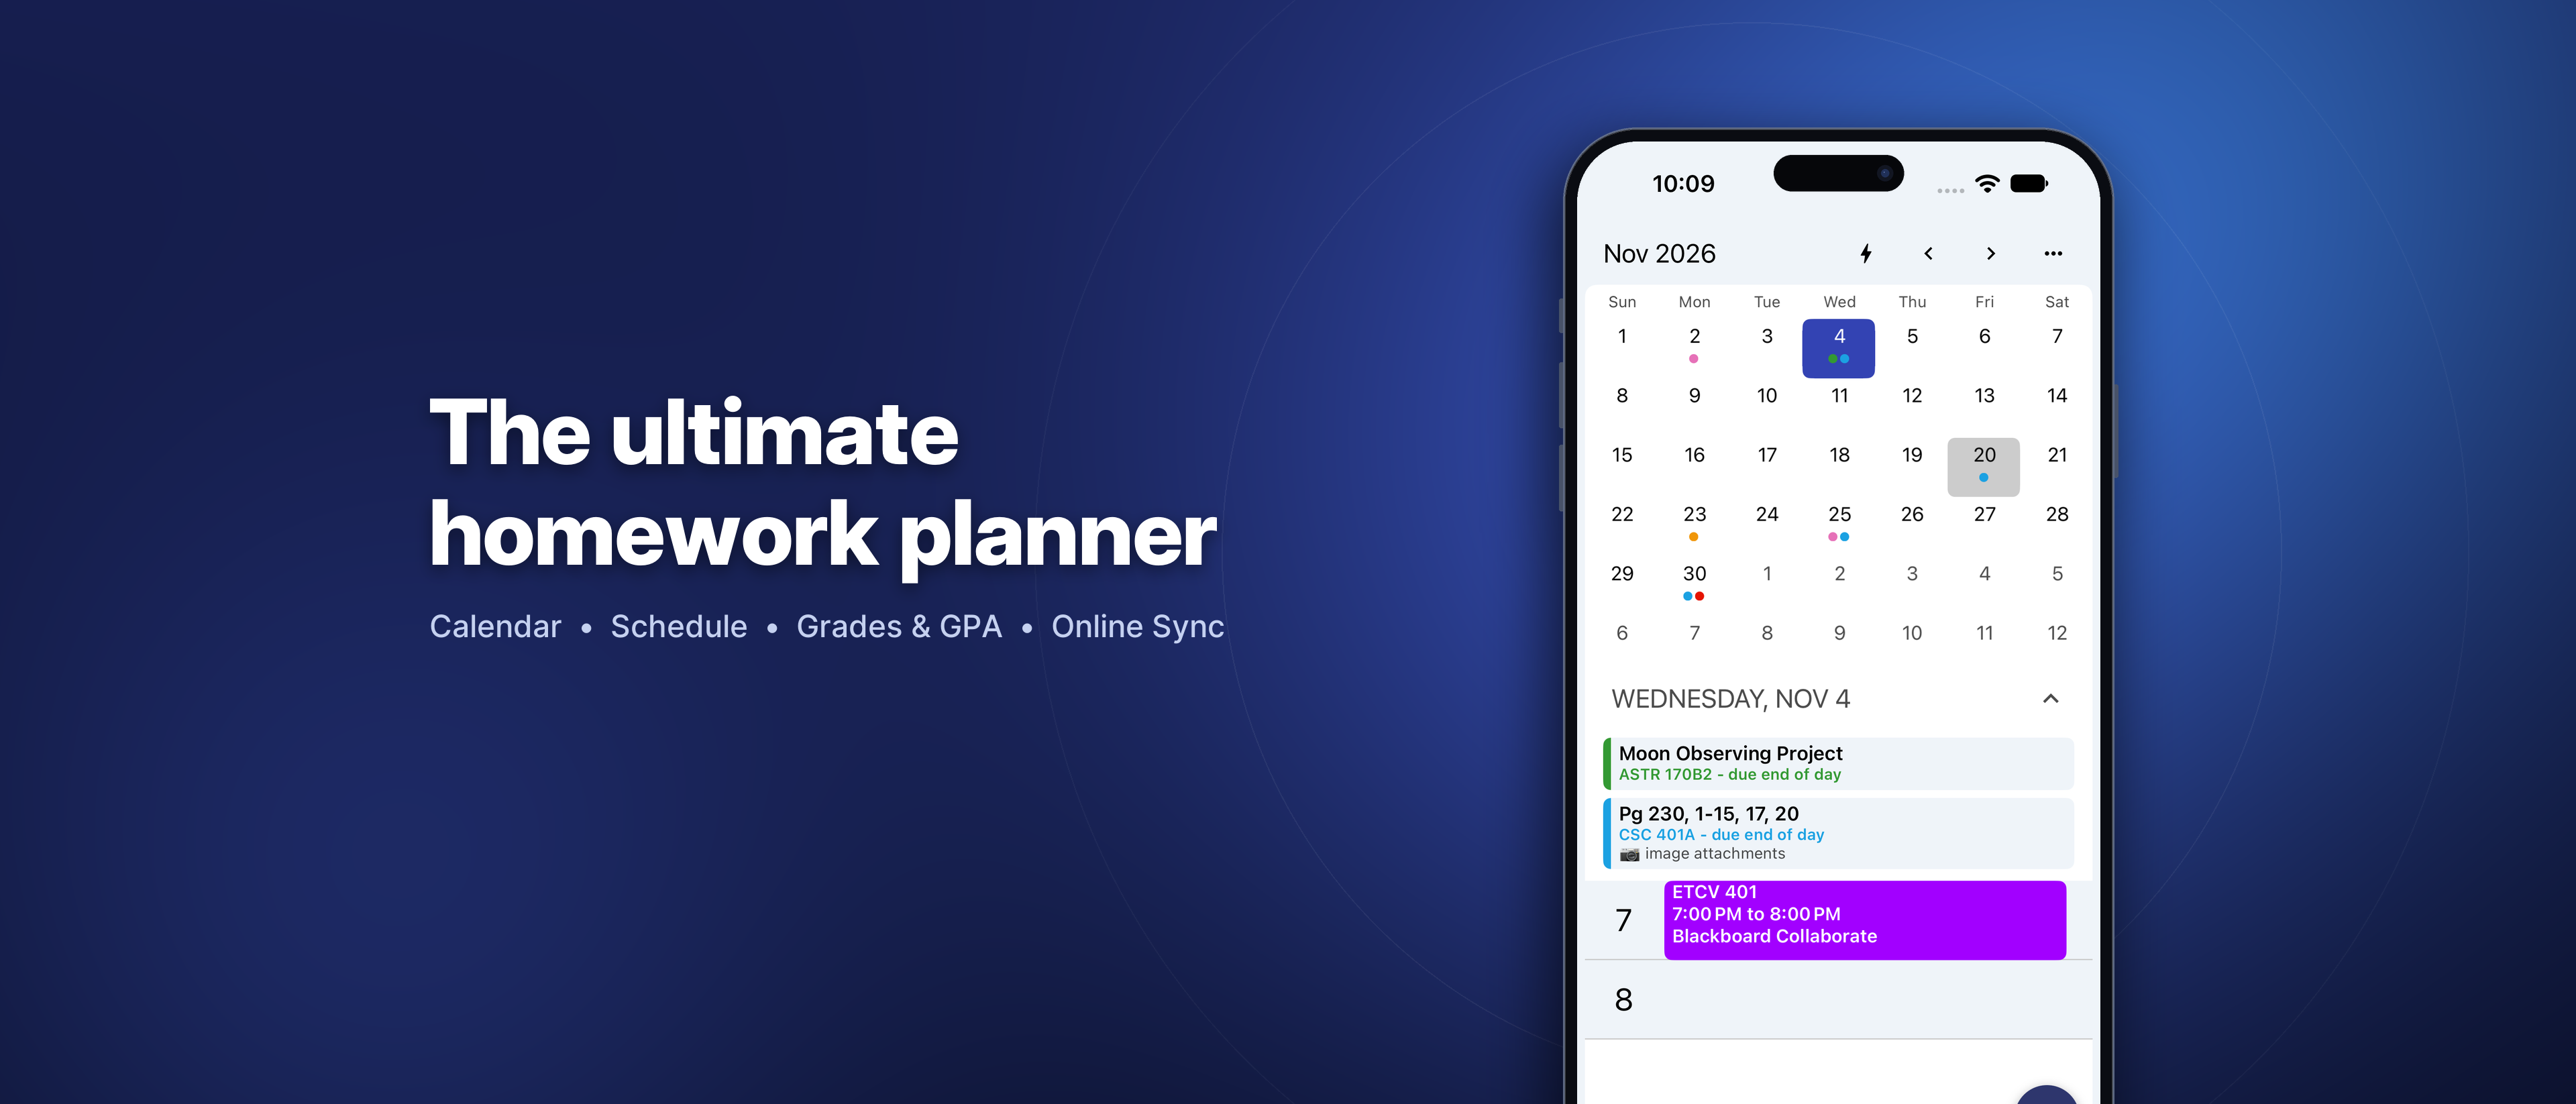 The ultimate
homework planner
Calendar • Schedule • Grades & GPA • Online Sync
10:09
Nov 2026
Sun Mon Tue Wed Thu Fri Sat
1 2 3 4 5 6 7
8 9 10 11 12 13 14
15 16 17 18 19 20 21
22 23 24 25 26 27 28
29 30 1 2 3 4 5
6 7 8 9 10 11 12
WEDNESDAY, NOV 4
Moon Observing Project
ASTR 170B2 - due end of day
Pg 230, 1-15, 17, 20
CSC 401A - due end of day
📷 image attachments
ETCV 401
7 7:00 PM to 8:00 PM
Blackboard Collaborate
8